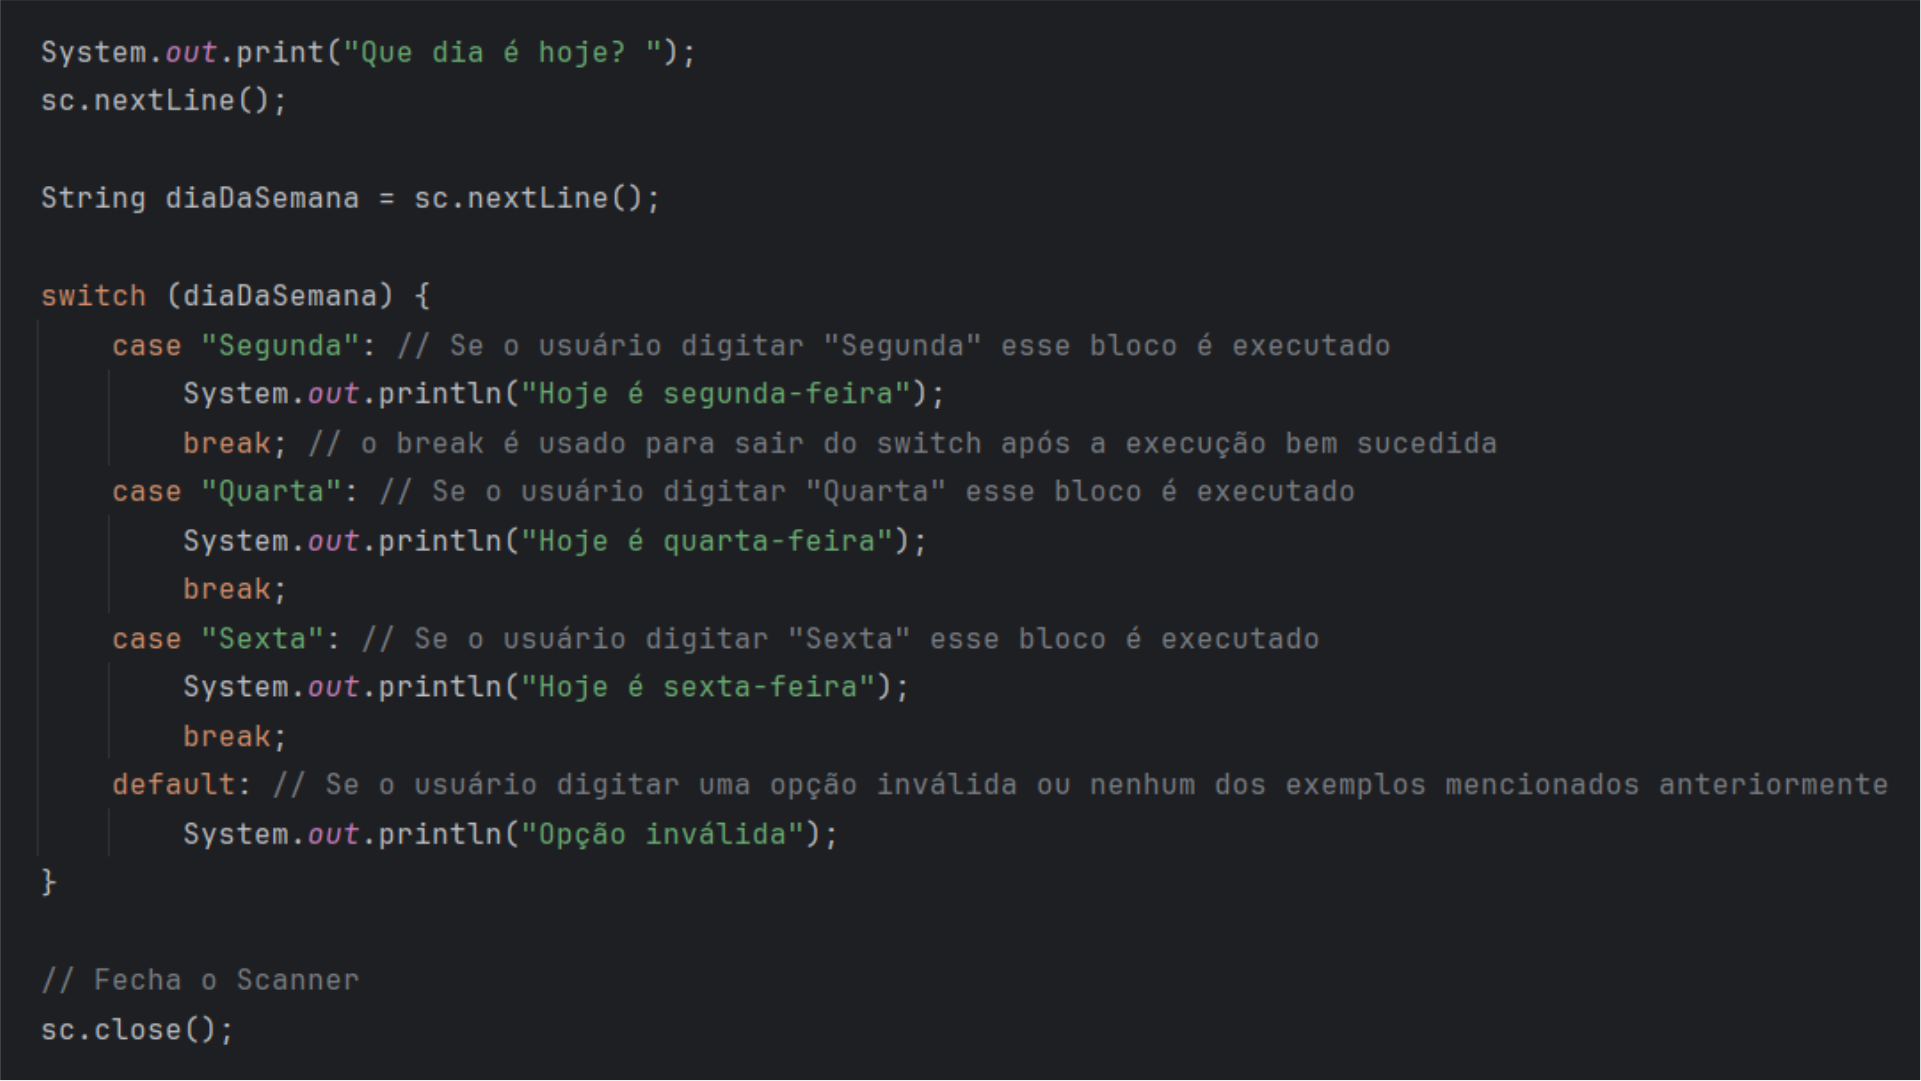 System.out.print("Que dia é hoje? ");
sc.nextLine();
String diaDaSemana = sc.nextLine();
switch (diaDaSemana) {
case "Segunda": // Se o usuário digitar "Segunda" esse bloco é executado
System.out.println("Hoje é segunda-feira");
break; // o break é usado para sair do switch após a execução bem sucedida
case "Quarta": // Se o usuário digitar "Quarta" esse bloco é executado
System.out.println("Hoje é quarta-feira");
break;
case "Sexta": // Se o usuário digitar "Sexta" esse bloco é executado
System.out.println("Hoje é sexta-feira");
break;
default: // Se o usuário digitar uma opção inválida ou nenhum dos exemplos mencionados anteriormente
System.out.println("Opção inválida");
}
// Fecha o Scanner
sc.close();